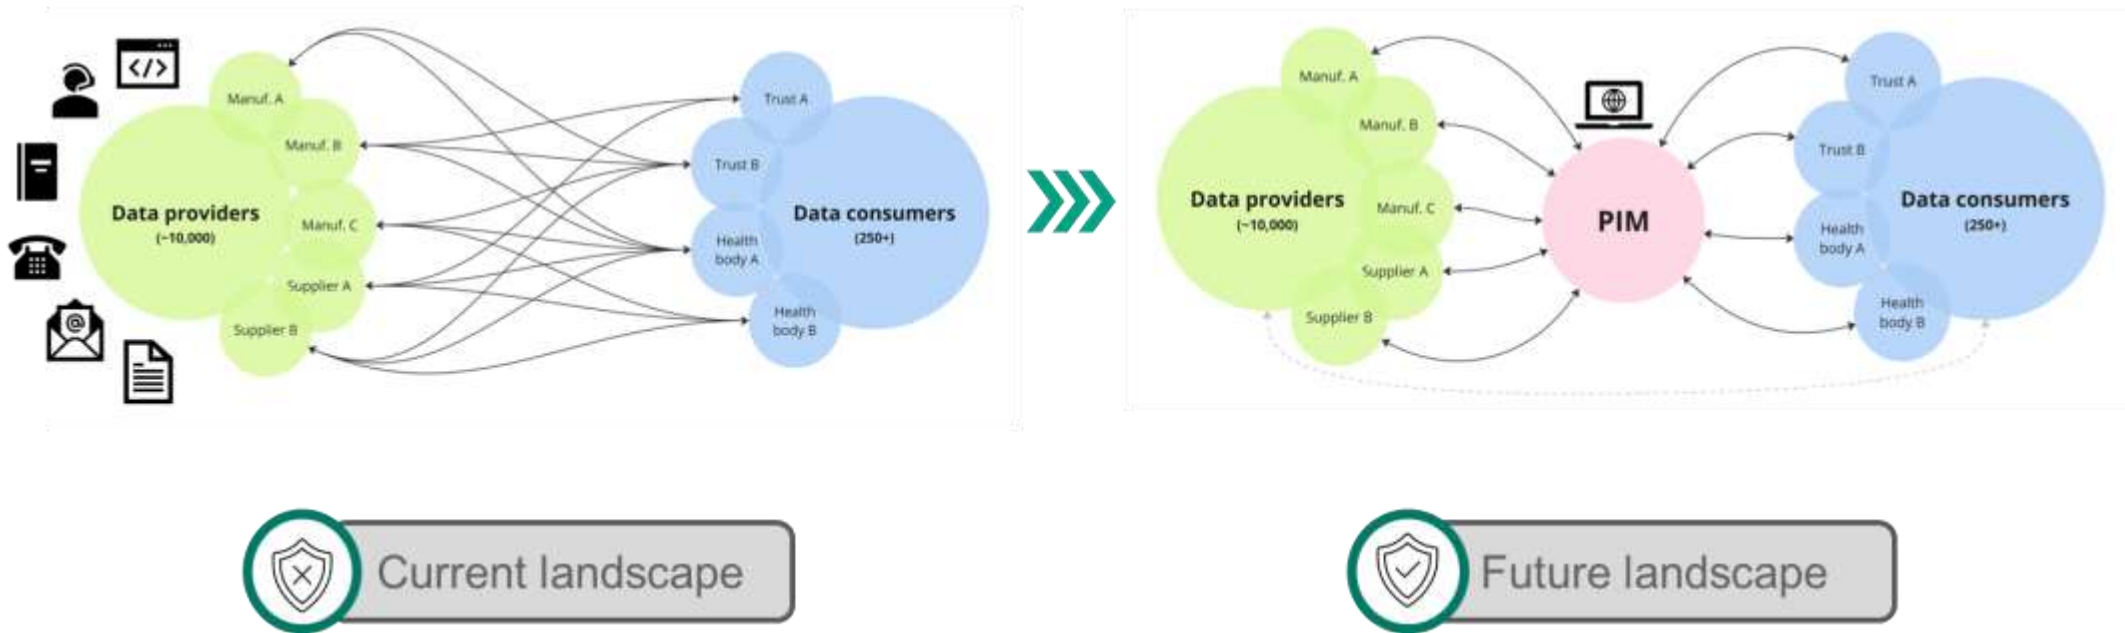 Manuf. A
Manuf. B
Manuf. C
Supplier A
Supplier B
Data providers
(~10,000)
Trust A
Trust B
Health
body A
Health
body B
Data consumers
(250+)
Manuf. A
Manuf. B
Manuf. C
Supplier A
Supplier B
Data providers
(~10,000)
PIM
Trust A
Trust B
Health
body A
Health
body B
Data consumers
(250+)
Current landscape
Future landscape